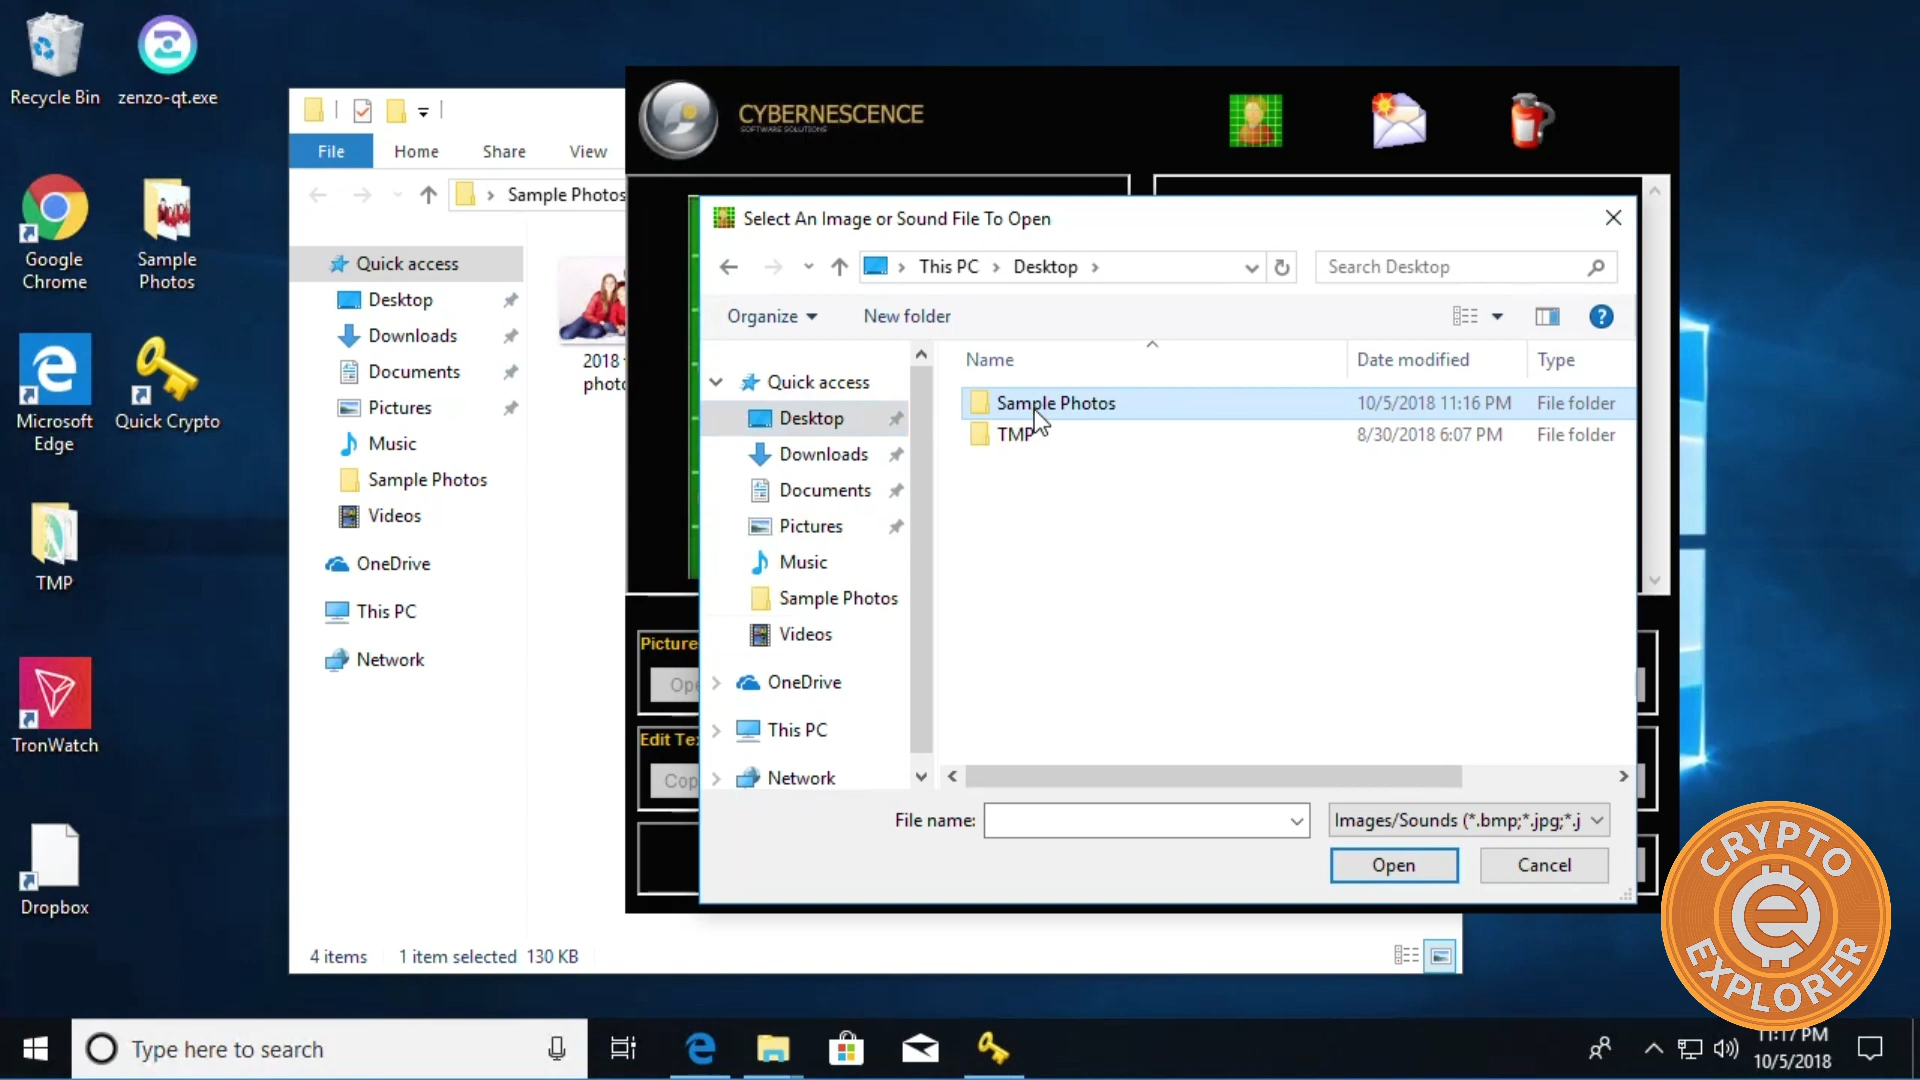 Recycle Bin
zenzo-qt.exe
Google
Chrome
Sample
Photos
Microsoft
Edge
Quick Crypto
TMP
TronWatch
Dropbox
File
Home
Share
View
Sample Photos
Quick access
Desktop
Downloads
Documents
Pictures
Music
Sample Photos
Videos
OneDrive
This PC
Network
2018
4 items
1 item selected 130 KB
CYBERNESCENCE
SOFTWARE SOLUTIONS
Picture
Select An Image or Sound File To Open
This PC
Desktop
Search Desktop
Organize
New folder
Name
Date modified
Type
Quick access
Desktop
Downloads
Documents
Pictures
Music
Sample Photos
Videos
OneDrive
This PC
Network
Sample Photos
10/5/2018 11:16 PM
File folder
TMP
8/30/2018 6:07 PM
File folder
File name:
Images/Sounds (*.bmp;*.jpg;*.j
Open
Cancel
CRYPTO
EXPLORER
Type here to search
11:17 PM
10/5/2018